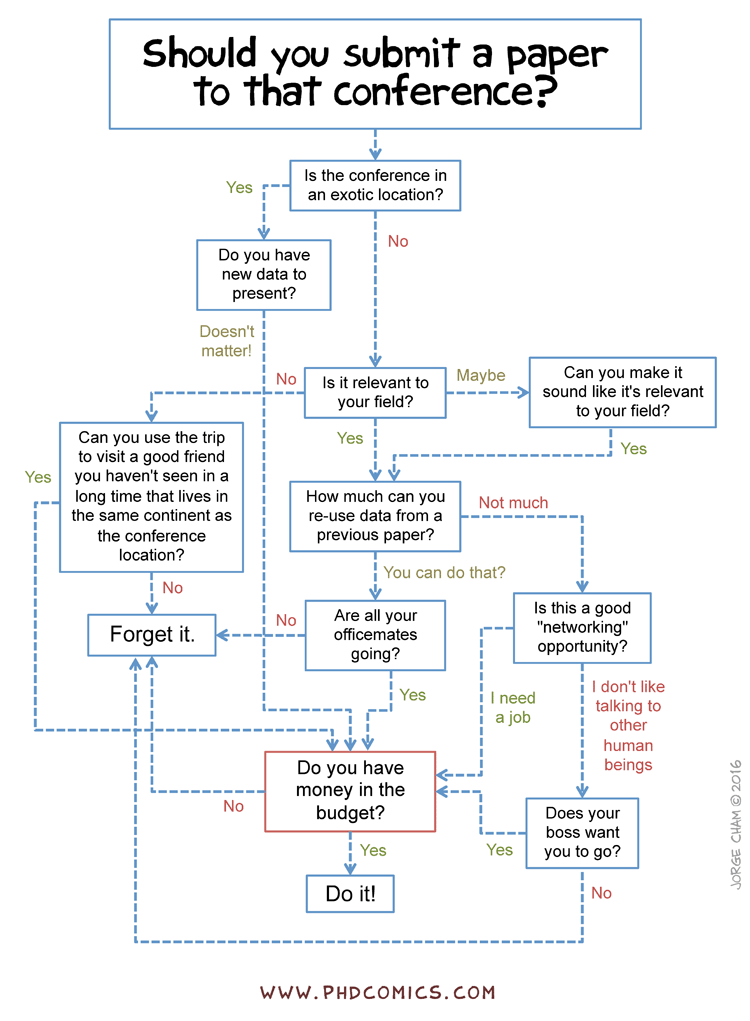 Should you submit a paper
to that conference?
Is the conference in
an exotic location?
Yes
No
Do you have
new data to
present?
Doesn't
matter!
Is it relevant to
your field?
No
Maybe
Yes
Can you make it
sound like it's relevant
to your field?
Yes
Can you use the trip
to visit a good friend
you haven't seen in a
long time that lives in
the same continent as
the conference
location?
Yes
No
How much can you
re-use data from a
previous paper?
Not much
You can do that?
Forget it.
Are all your
officemates
going?
No
Yes
Is this a good
"networking"
opportunity?
I need
a job
I don't like
talking to
other
human
beings
Do you have
money in the
budget?
No
Yes
Does your
boss want
you to go?
Yes
No
Do it!
JORGE CHAM © 2016
WWW.PHDCOMICS.COM